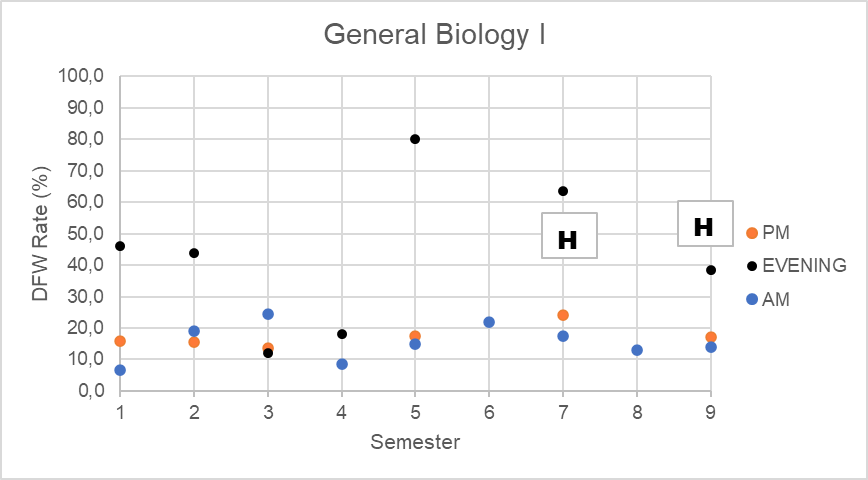 General Biology I
DFW Rate (%)
100,0
90,0
80,0
70,0
60,0
50,0
40,0
30,0
20,0
10,0
0,0
H
H
PM
EVENING
AM
1 2 3 4 5 6 7 8 9
Semester